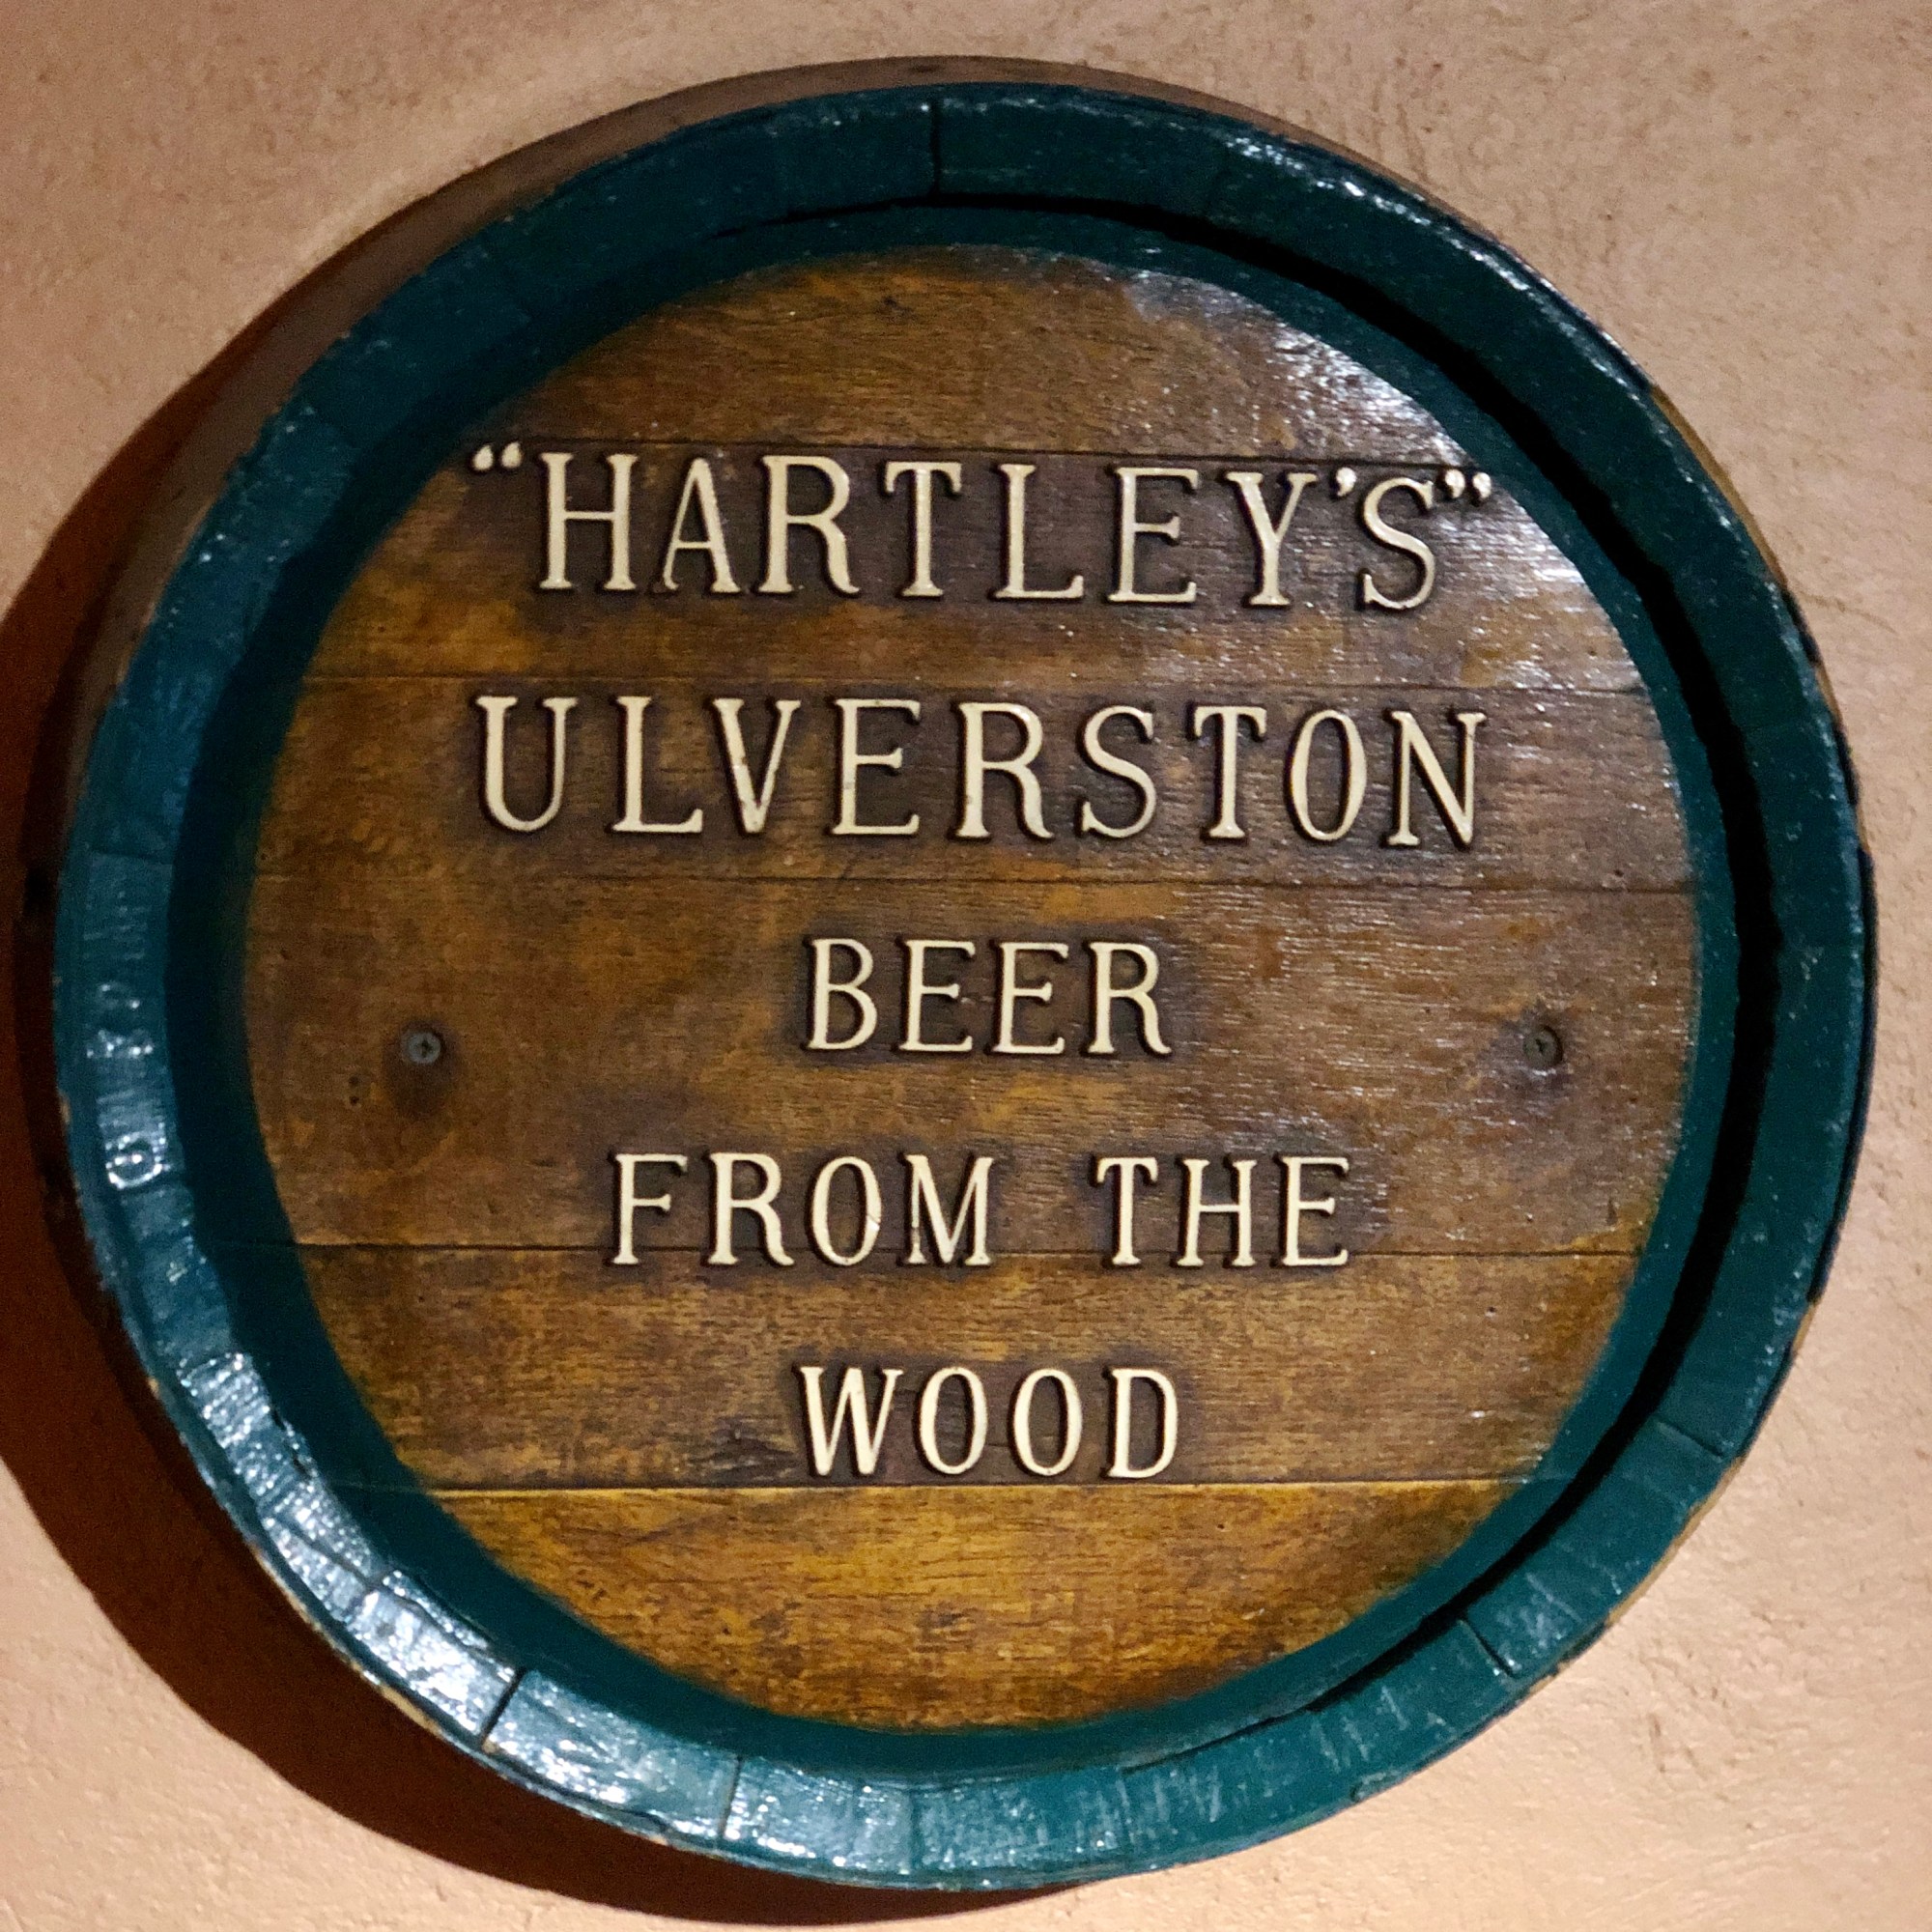 “HARTLEY’S”
ULVERSTON
BEER
FROM THE
WOOD